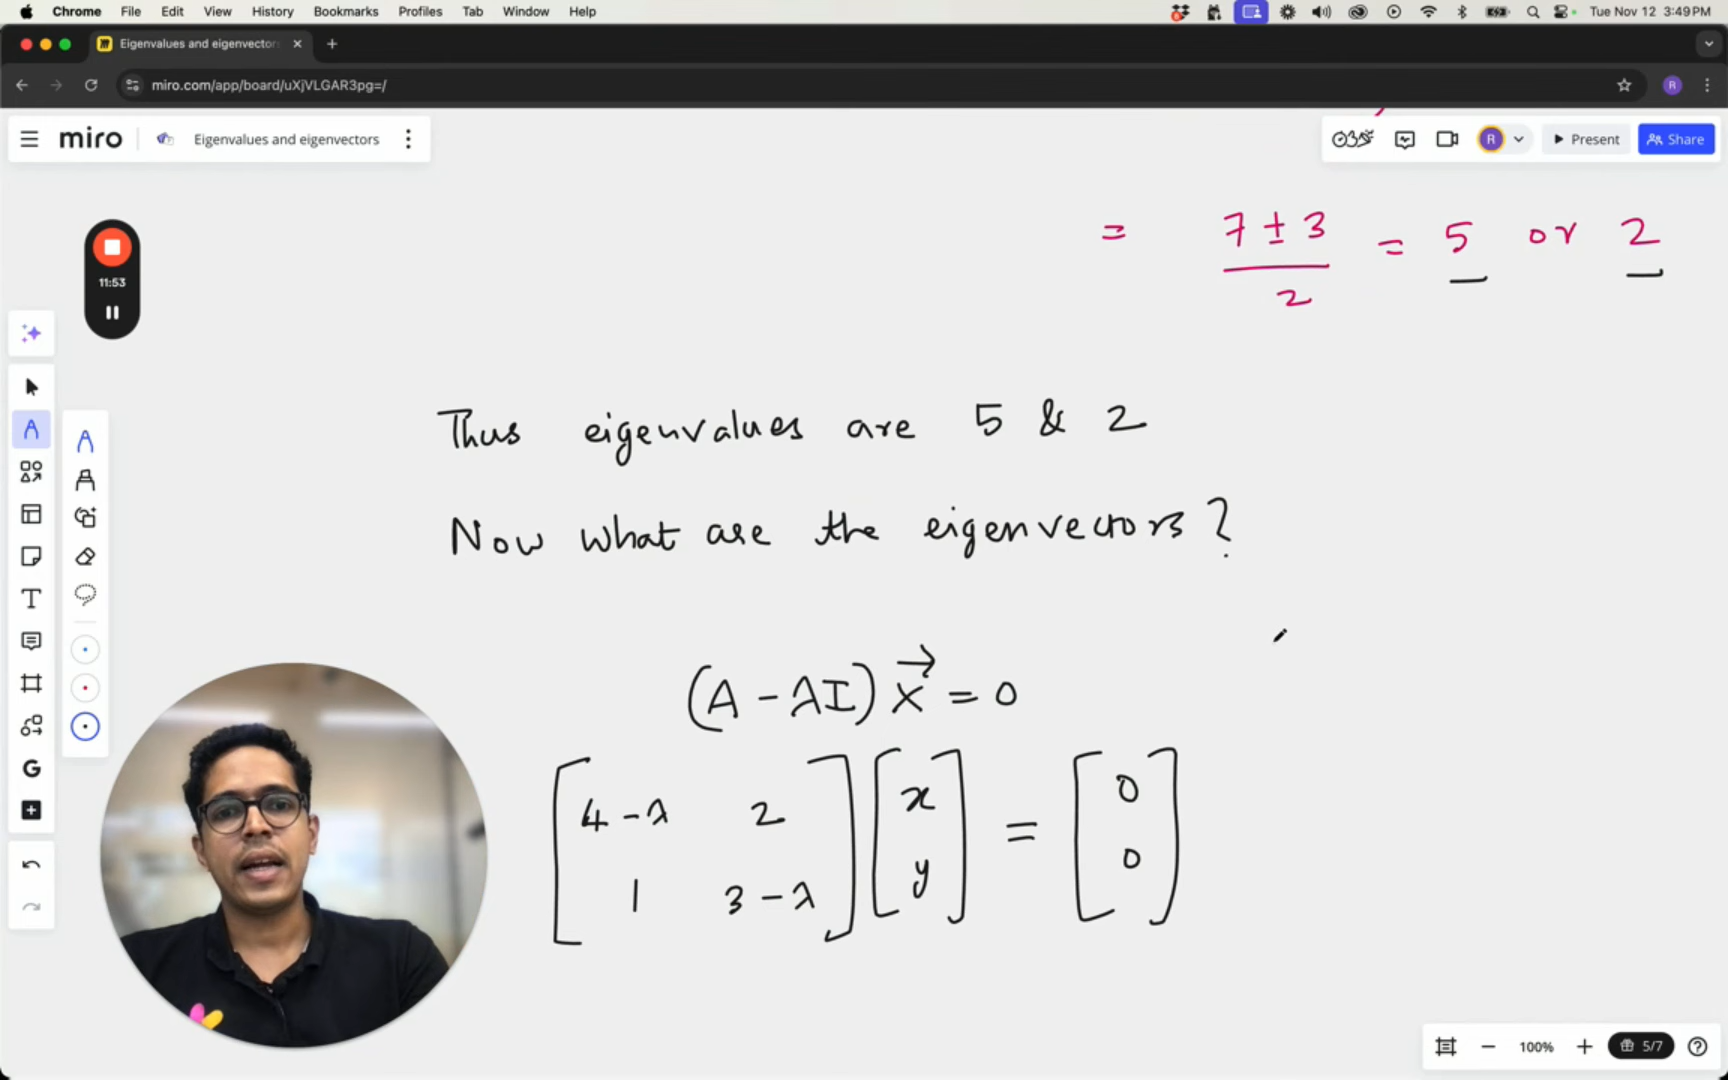 Chrome File Edit View History Bookmarks Profiles Tab Window Help Tue Nov 12 3:49 PM
Eigenvalues and eigenvector
miro.com/app/board/uXjVLGAR3pg=/ R
miro Eigenvalues and eigenvectors R Present Share
= 7 ± 3 / 2 = 5 or 2
11:53
Thus eigenvalues are 5 & 2
Now what are the eigenvectors?
(A - λI) X⃗ = 0
[4 - λ 2] [x] = [0]
[1 3 - λ] [y] [0]
T
G
100% 5/7